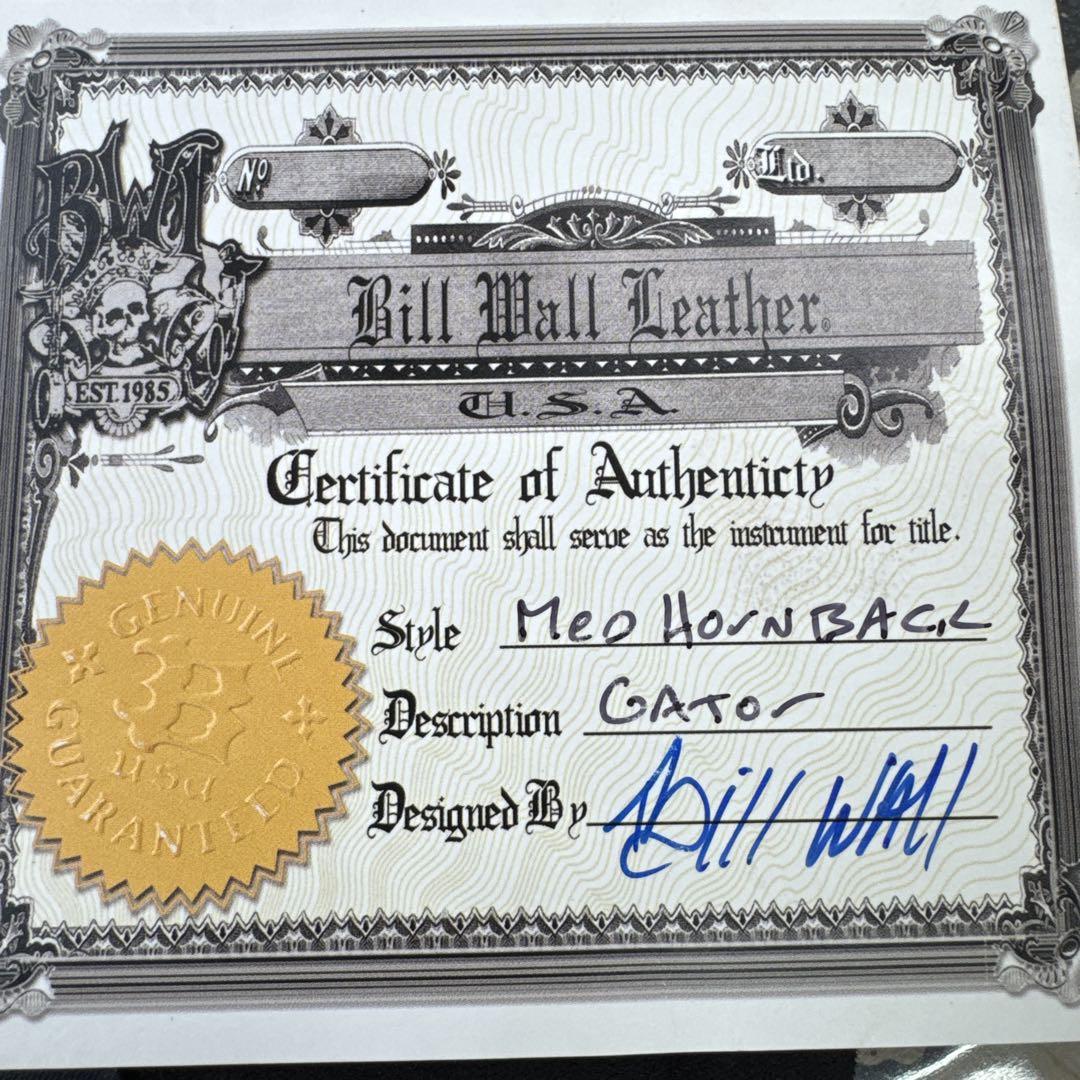 BWL
No.
Ltd.
EST. 1985
Bill Wall Leather®
U.S.A.
Certificate of Authenticty
This document shall serve as the instrument for title.
Style MED HORNBACK
Description GATOR
Designed By Bill Wall
GENUINE
USA
GUARANTEED